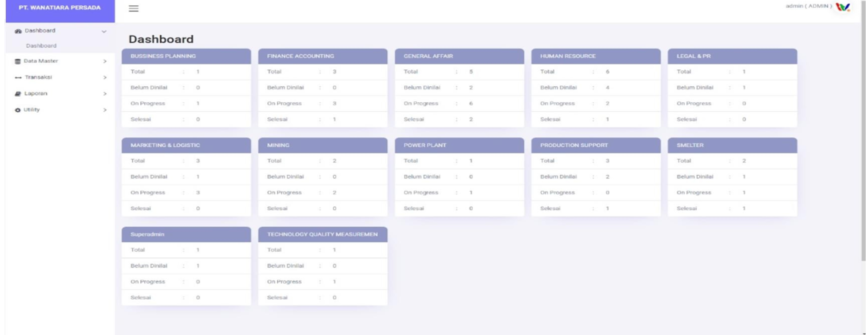 PT. WANATIARA PERSADA
admin ( ADMIN )
Dashboard
Dashboard
Data Master
Transaksi
Laporan
Utility
Dashboard
BUSSINESS PLANNING
Total : 1
Belum Dinilai : 0
On Progress : 1
Selesai : 0
FINANCE ACCOUNTING
Total : 3
Belum Dinilai : 0
On Progress : 3
Selesai : 1
GENERAL AFFAIR
Total : 5
Belum Dinilai : 2
On Progress :
Selesai : 2
HUMAN RESOURCE
Total :
Belum Dinilai : 4
On Progress : 2
Selesai : 1
LEGAL & PR
Total : 1
Belum Dinilai : 1
On Progress : 0
Selesai : 0
MARKETING & LOGISTIC
Total : 3
Belum Dinilai : 1
On Progress : 3
Selesai : 0
MINING
Total : 2
Belum Dinilai : 0
On Progress : 2
Selesai : 0
POWER PLANT
Total : 1
Belum Dinilai : 0
On Progress : 1
Selesai : 0
PRODUCTION SUPPORT
Total : 3
Belum Dinilai : 2
On Progress :
Selesai : 1
SMELTER
Total : 2
Belum Dinilai : 1
On Progress : 1
Selesai : 1
Superadmin
Total : 1
Belum Dinilai : 1
On Progress : 0
Selesai : 0
TECHNOLOGY QUALITY MEASUREMEN
Total : 1
Belum Dinilai : 0
On Progress : 1
Selesai : 0